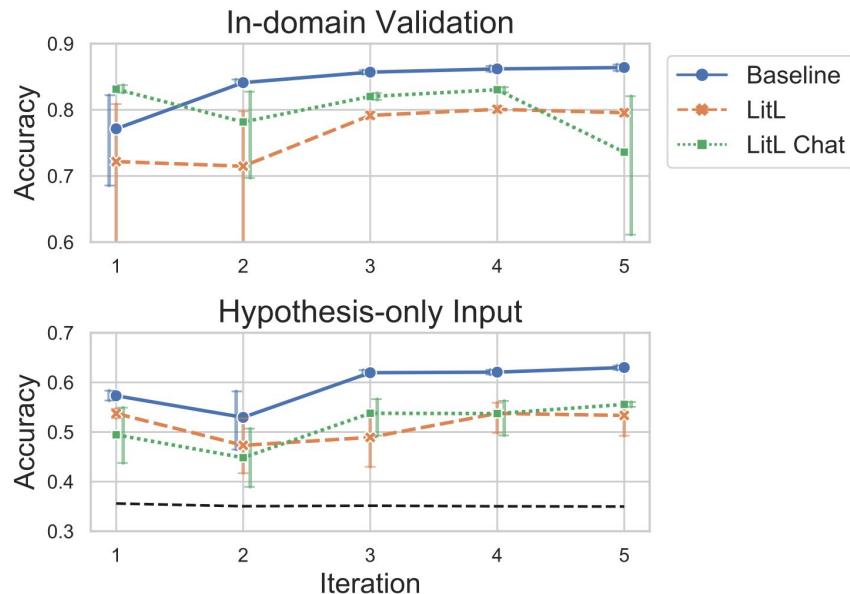 In-domain Validation
0.9
0.8
0.7
0.6
Accuracy
1 2 3 4 5
Baseline
LitL
LitL Chat
Hypothesis-only Input
0.7
0.6
0.5
0.4
0.3
Accuracy
1 2 3 4 5
Iteration